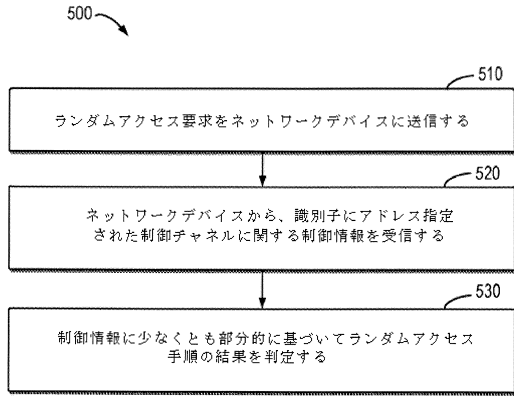 500
510
ランダムアクセス要求をネットワークデバイスに送信する
520
ネットワークデバイスから、識別子にアドレス指定
された制御チャネルに関する制御情報を受信する
530
制御情報に少なくとも部分的に基づいてランダムアクセス
手順の結果を判定する